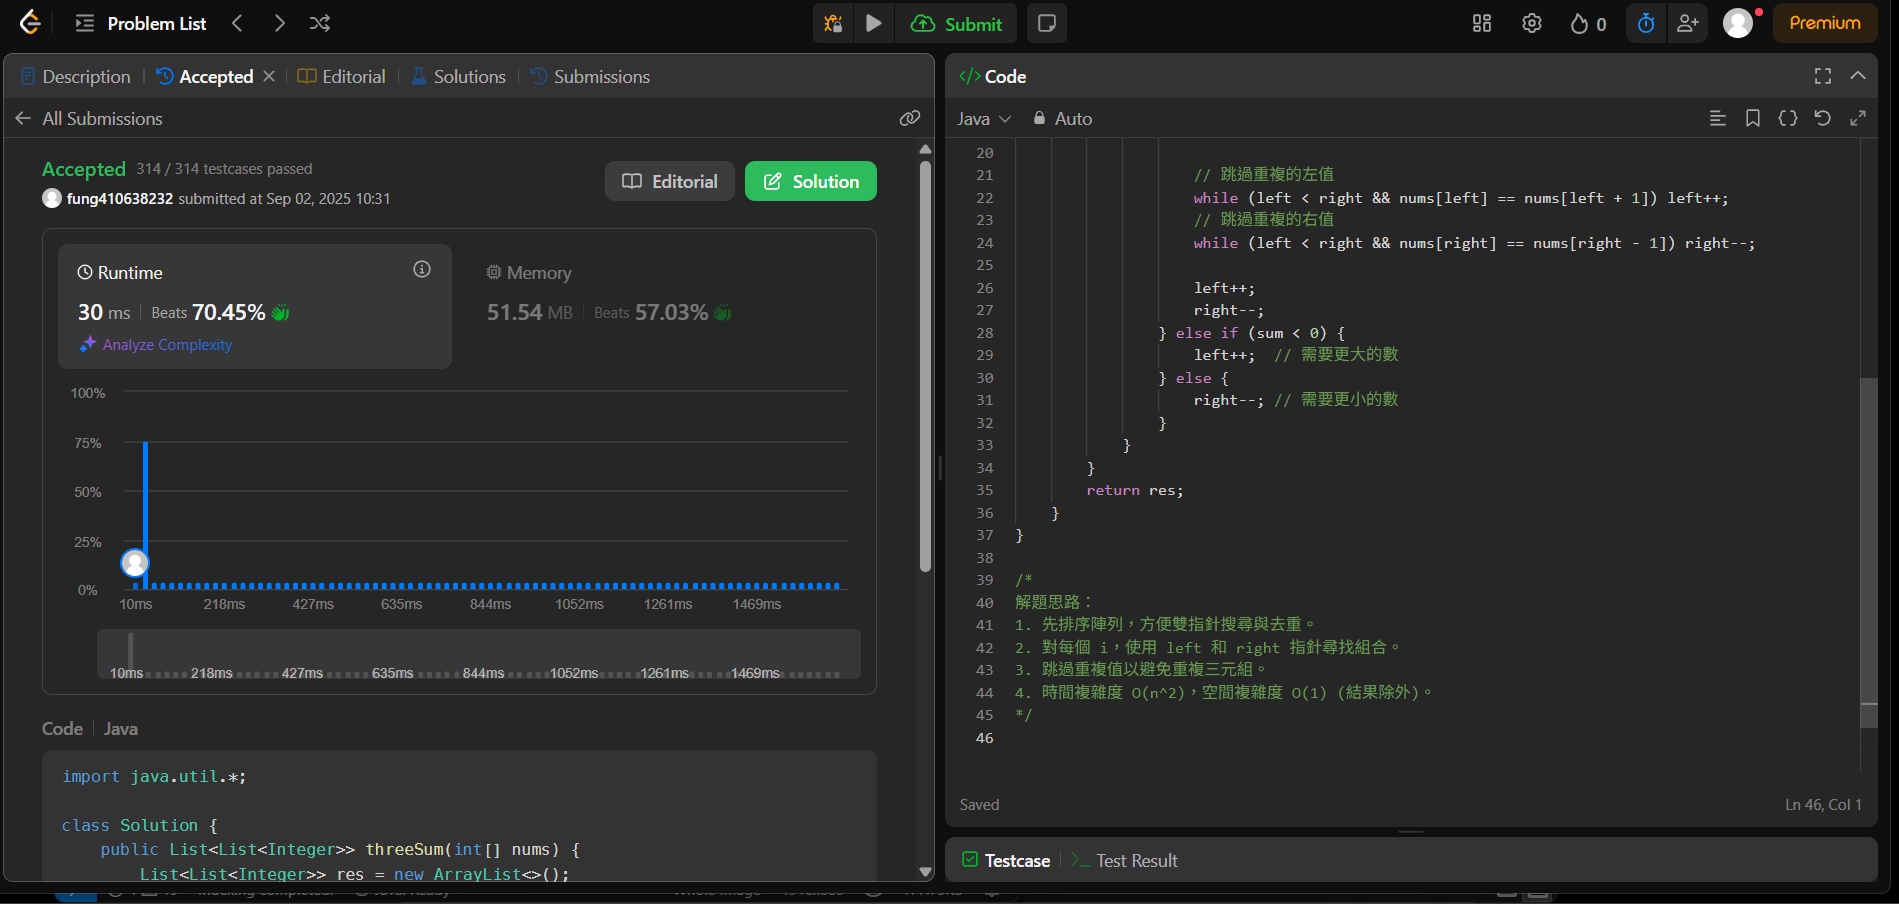 Problem List
Submit
0
Premium
Description
Accepted
Editorial
Solutions
Submissions
All Submissions
Accepted 314 / 314 testcases passed
fung410638232 submitted at Sep 02, 2025 10:31
Editorial
Solution
Runtime
30 ms
Beats 70.45%
Analyze Complexity
Memory
51.54 MB
Beats 57.03%
100%
75%
50%
25%
0%
10ms 218ms 427ms 635ms 844ms 1052ms 1261ms 1469ms
10ms 218ms 427ms 635ms 844ms 1052ms 1261ms 1469ms
Code Java
import java.util.*;
class Solution {
public List<List<Integer>> threeSum(int[] nums) {
List<List<Integer>> res = new ArrayList<>();
</>Code
Java
Auto
20
21 // 跳過重複的左值
22 while (left < right && nums[left] == nums[left + 1]) left++;
23 // 跳過重複的右值
24 while (left < right && nums[right] == nums[right - 1]) right--;
25
26 left++;
27 right--;
28 } else if (sum < 0) {
29 left++; // 需要更大的數
30 } else {
31 right--; // 需要更小的數
32 }
33 }
34 }
35 return res;
36 }
37 }
38
39 /*
40 解題思路：
41 1. 先排序陣列，方便雙指針搜尋與去重。
42 2. 對每個 i，使用 left 和 right 指針尋找組合。
43 3. 跳過重複值以避免重複三元組。
44 4. 時間複雜度 O(n^2)，空間複雜度 O(1) (結果除外)。
45 */
46
Saved
Ln 46, Col 1
Testcase
Test Result